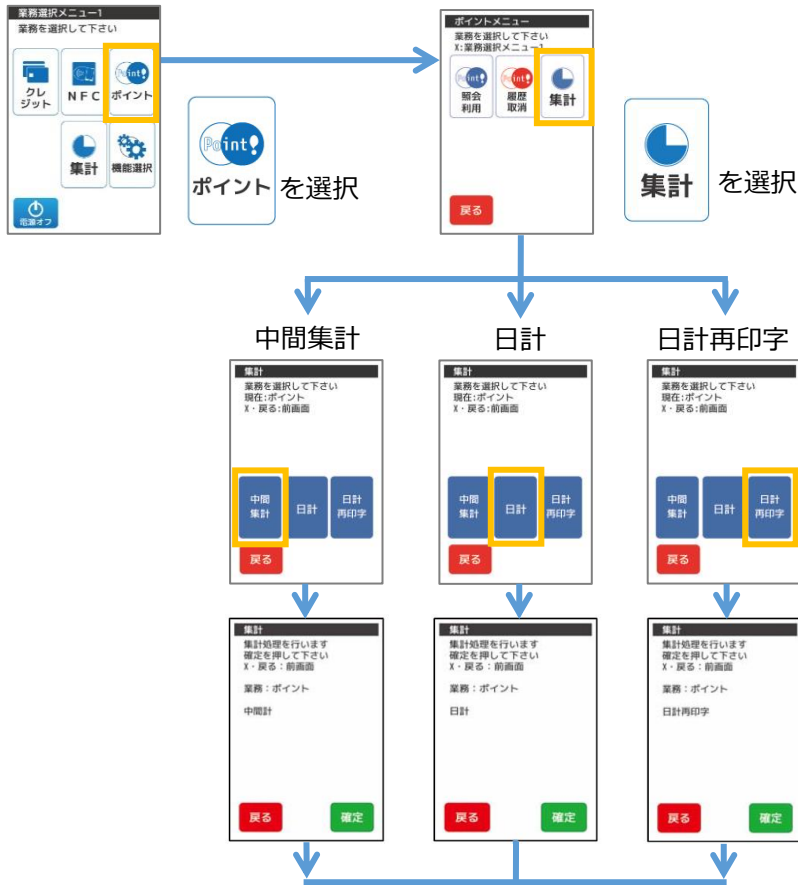 業務選択メニュー1
業務を選択して下さい
クレ
ジット
NFC
Point!
ポイント
集計
機能選択
電源オフ
Point!
ポイント
を選択
ポイントメニュー
業務を選択して下さい
X:業務選択メニュー1
Point!
照会
利用
Point!
履歴
取消
集計
戻る
集計
を選択
中間集計
日計
日計再印字
集計
業務を選択して下さい
現在:ポイント
X・戻る:前画面
中間
集計
日計
日計
再印字
戻る
集計
業務を選択して下さい
現在:ポイント
X・戻る:前画面
中間
集計
日計
日計
再印字
戻る
集計
業務を選択して下さい
現在:ポイント
X・戻る:前画面
中間
集計
日計
日計
再印字
戻る
集計
集計処理を行います
確定を押して下さい
X・戻る：前画面
業務：ポイント
中間計
戻る
確定
集計
集計処理を行います
確定を押して下さい
X・戻る：前画面
業務：ポイント
日計
戻る
確定
集計
集計処理を行います
確定を押して下さい
X・戻る：前画面
業務：ポイント
日計再印字
戻る
確定